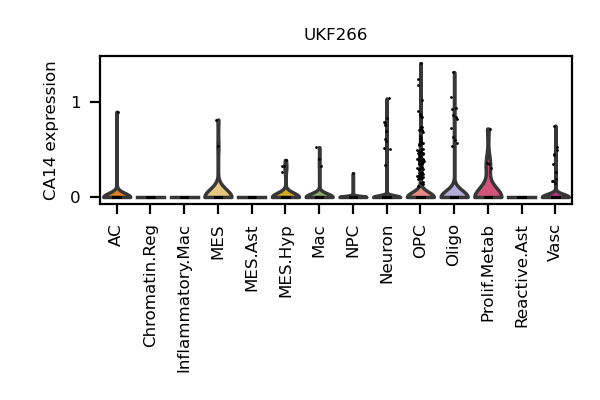 UKF266
CA14 expression
1
0
AC
Chromatin.Reg
Inflammatory.Mac
MES
MES.Ast
MES.Hyp
Mac
NPC
Neuron
OPC
Oligo
Prolif.Metab
Reactive.Ast
Vasc